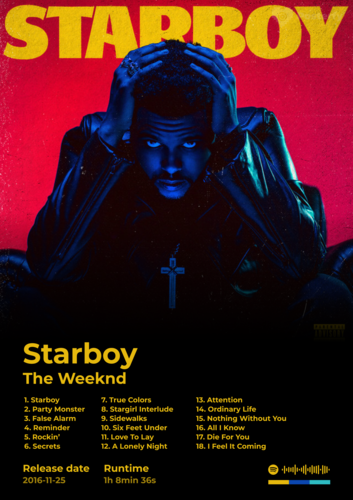 STARBOY
Starboy
The Weeknd
1. Starboy
2. Party Monster
3. False Alarm
4. Reminder
5. Rockin'
6. Secrets
7. True Colors
8. Stargirl Interlude
9. Sidewalks
10. Six Feet Under
11. Love To Lay
12. A Lonely Night
13. Attention
14. Ordinary Life
15. Nothing Without You
16. All I Know
17. Die For You
18. I Feel It Coming
Release date
2016-11-25
Runtime
1h 8min 36s